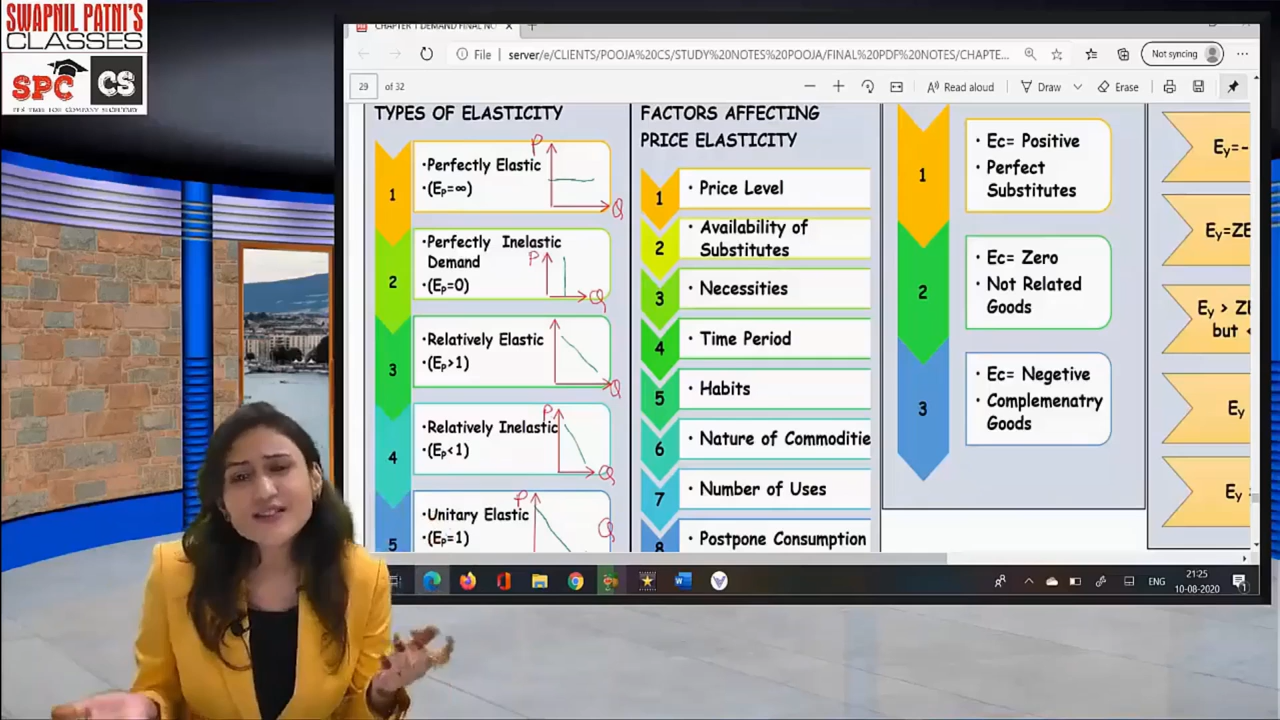 SWAPNIL PATNI'S
CLASSES
SPC CS
CHAPTER 1 DEMAND FINAL NO
File server/e/CLIENTS/POOJA%20CS/STUDY%20NOTES%20POOJA/FINAL%20PDF%20NOTES/CHAPTE... Not syncing
29 of 32 Read aloud Draw Erase
TYPES OF ELASTICITY
1
•Perfectly Elastic
•(EP=∞)
P
Q
2
•Perfectly Inelastic
Demand
•(EP=0)
P
Q
3
•Relatively Elastic
•(EP>1)
Q
4
•Relatively Inelastic
•(EP<1)
P
Q
5
•Unitary Elastic
•(EP=1)
P
Q
FACTORS AFFECTING
PRICE ELASTICITY
1 • Price Level
2 • Availability of
Substitutes
3 • Necessities
4 • Time Period
5 • Habits
6 • Nature of Commoditie
7 • Number of Uses
8 • Postpone Consumption
1
• Ec= Positive
• Perfect
Substitutes
2
• Ec= Zero
• Not Related
Goods
3
• Ec= Negetive
• Complemenatry
Goods
Ey=-
Ey=ZE
Ey > ZE
but <
Ey
Ey
ENG 21:25
10-08-2020